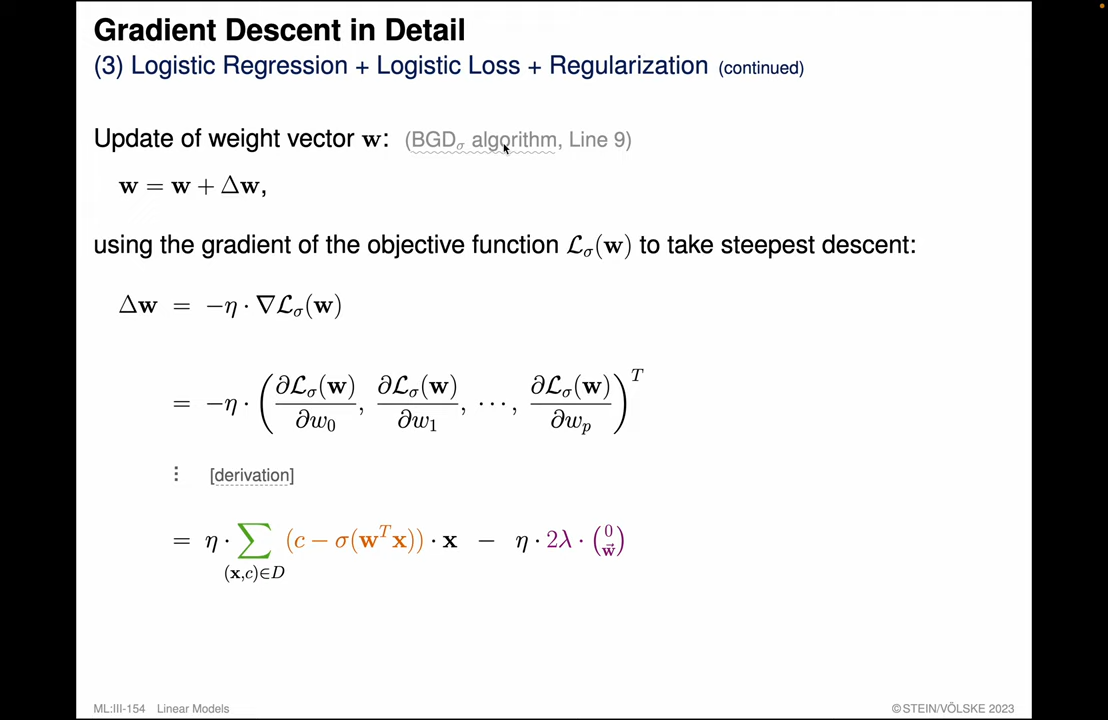 Gradient Descent in Detail
(3) Logistic Regression + Logistic Loss + Regularization (continued)
Update of weight vector w: (BGDσ algorithm, Line 9)
w = w + Δw,
using the gradient of the objective function ℒσ(w) to take steepest descent:
Δw = −η · ∇ℒσ(w)
= −η · (∂ℒσ(w)/∂w₀, ∂ℒσ(w)/∂w₁, ⋯, ∂ℒσ(w)/∂wₚ)ᵀ
⋮ [derivation]
= η · ∑_{(x,c)∈D} (c − σ(wᵀx)) · x − η · 2λ · (0 w⃗)
ML:III-154 Linear Models ©STEIN/VÖLSKE 2023